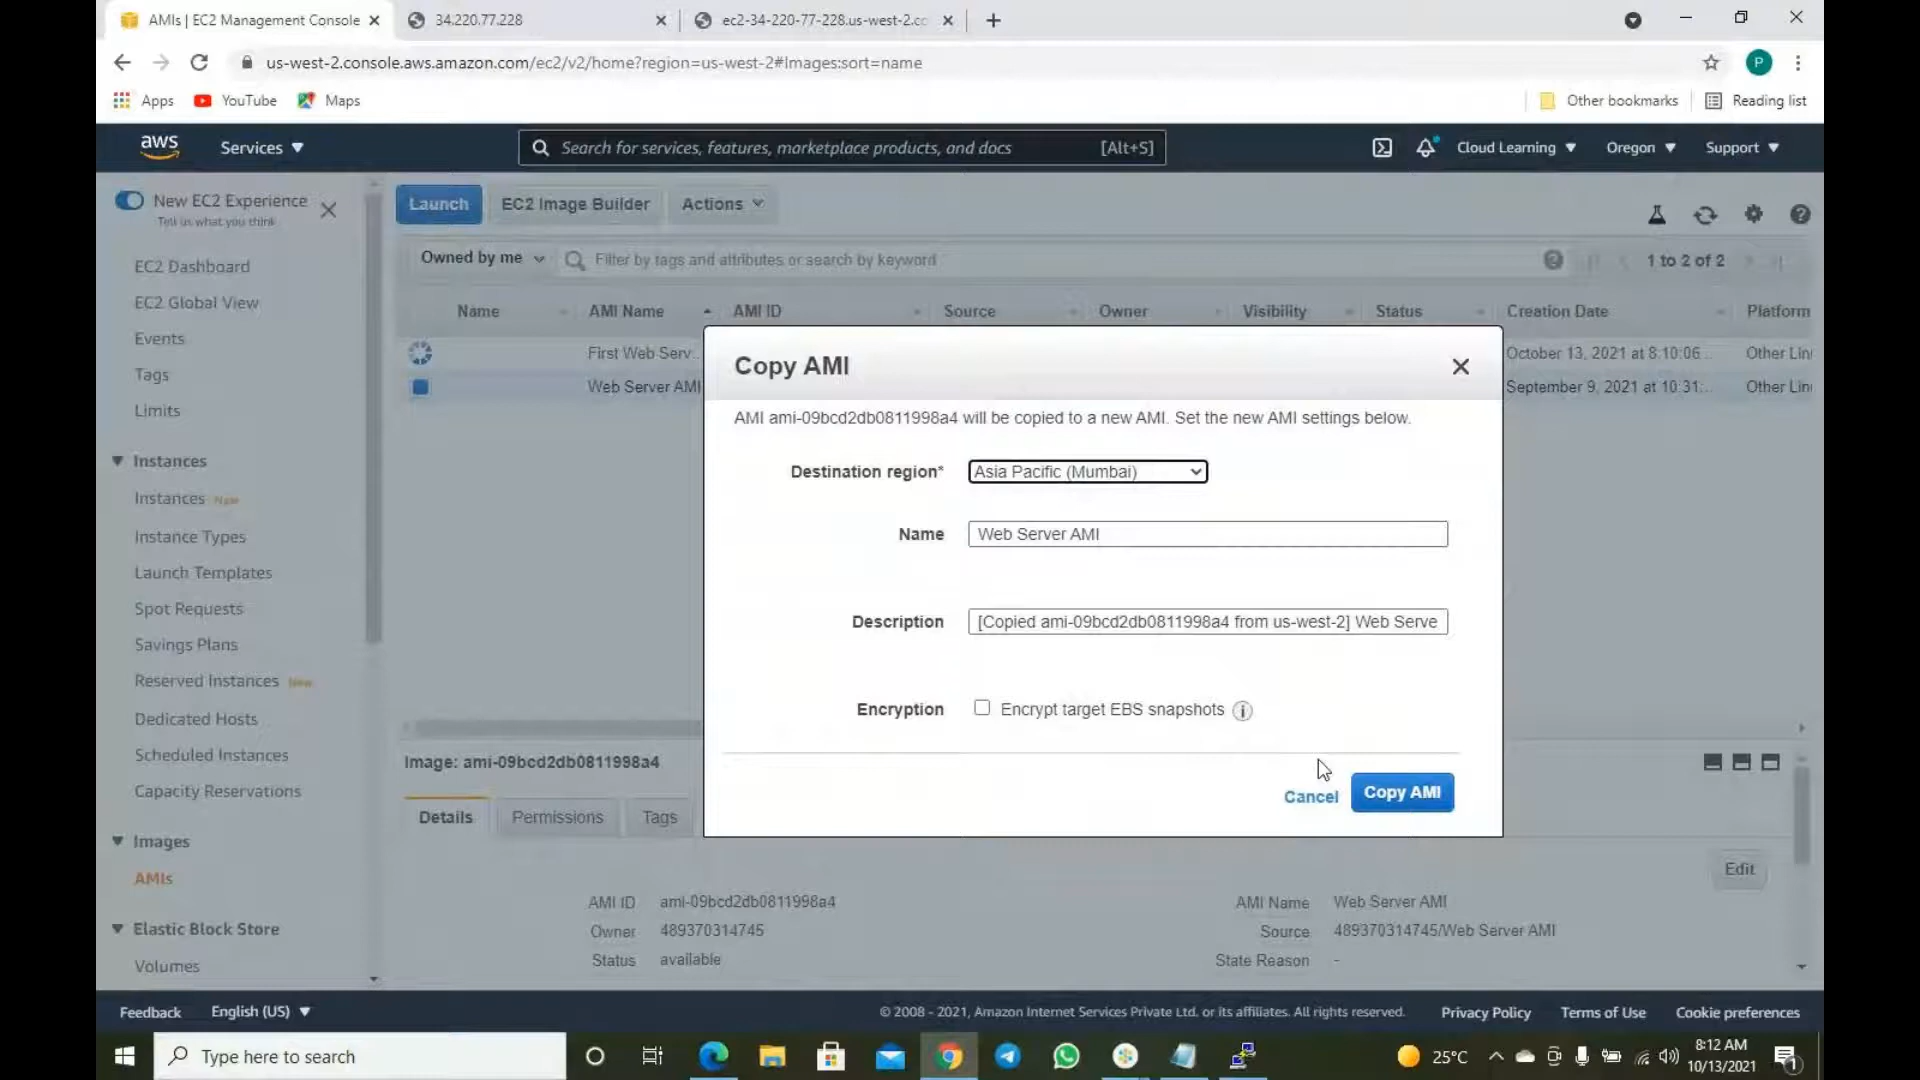 AMIs | EC2 Management Console
34.220.77.228
ec2-34-220-77-228.us-west-2.co
us-west-2.console.aws.amazon.com/ec2/v2/home?region=us-west-2#Images:sort=name
P
Apps
YouTube
Maps
Other bookmarks
Reading list
aws
Services
Search for services, features, marketplace products, and docs
[Alt+S]
Cloud Learning
Oregon
Support
New EC2 Experience
Tell us what you think
EC2 Dashboard
EC2 Global View
Events
Tags
Limits
Instances
Instances New
Instance Types
Launch Templates
Spot Requests
Savings Plans
Reserved Instances New
Dedicated Hosts
Scheduled Instances
Capacity Reservations
Images
AMIs
Elastic Block Store
Volumes
Launch
EC2 Image Builder
Actions
Owned by me
Filter by tags and attributes or search by keyword
1 to 2 of 2
Name AMI Name AMI ID Source Owner Visibility Status Creation Date Platform
First Web Serv... October 13, 2021 at 8:10:06... Other Lin
Web Server AMI September 9, 2021 at 10:31:... Other Lin
Copy AMI
AMI ami-09bcd2db0811998a4 will be copied to a new AMI. Set the new AMI settings below.
Destination region* Asia Pacific (Mumbai)
Name Web Server AMI
Description [Copied ami-09bcd2db0811998a4 from us-west-2] Web Serve
Encryption Encrypt target EBS snapshots
Cancel
Copy AMI
Image: ami-09bcd2db0811998a4
Details
Permissions
Tags
Edit
AMI ID ami-09bcd2db0811998a4
AMI Name Web Server AMI
Owner 489370314745
Source 489370314745/Web Server AMI
Status available
State Reason -
Feedback
English (US)
© 2008 - 2021, Amazon Internet Services Private Ltd. or its affiliates. All rights reserved.
Privacy Policy
Terms of Use
Cookie preferences
Type here to search
25°C
8:12 AM
10/13/2021
1